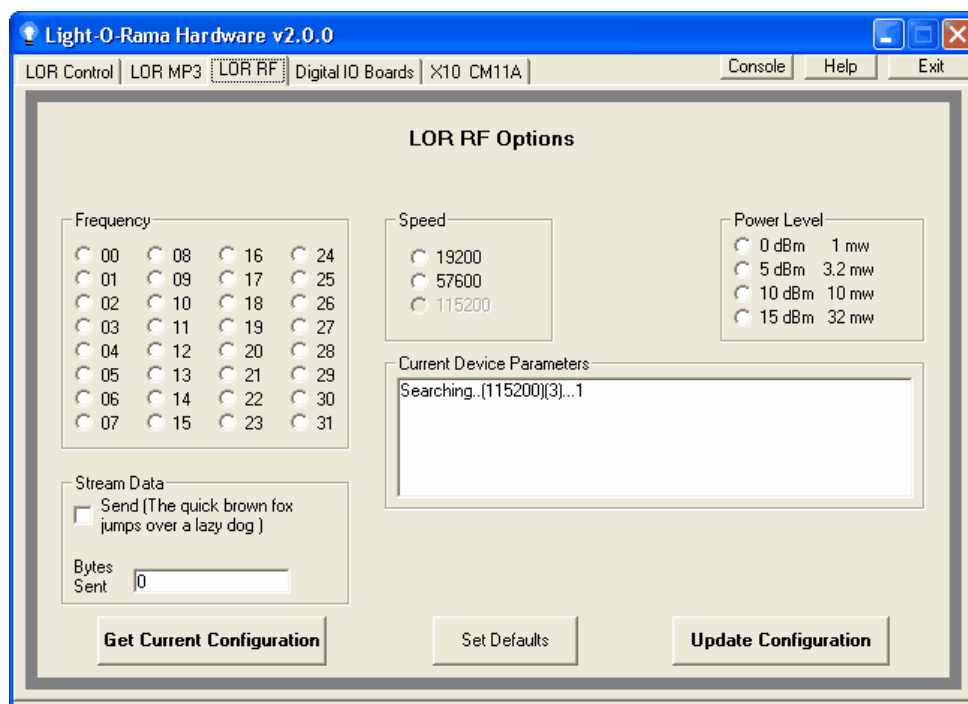 Light-O-Rama Hardware v2.0.0
LOR Control LOR MP3 LOR RF Digital IO Boards X10 CM11A Console Help Exit
LOR RF Options
Frequency
00 08 16 24
01 09 17 25
02 10 18 26
03 11 19 27
04 12 20 28
05 13 21 29
06 14 22 30
07 15 23 31
Speed
19200
57600
115200
Power Level
0 dBm 1 mw
5 dBm 3.2 mw
10 dBm 10 mw
15 dBm 32 mw
Current Device Parameters
Searching..(115200)(3)...1
Stream Data
Send (The quick brown fox
jumps over a lazy dog )
Bytes
Sent 0
Get Current Configuration Set Defaults Update Configuration